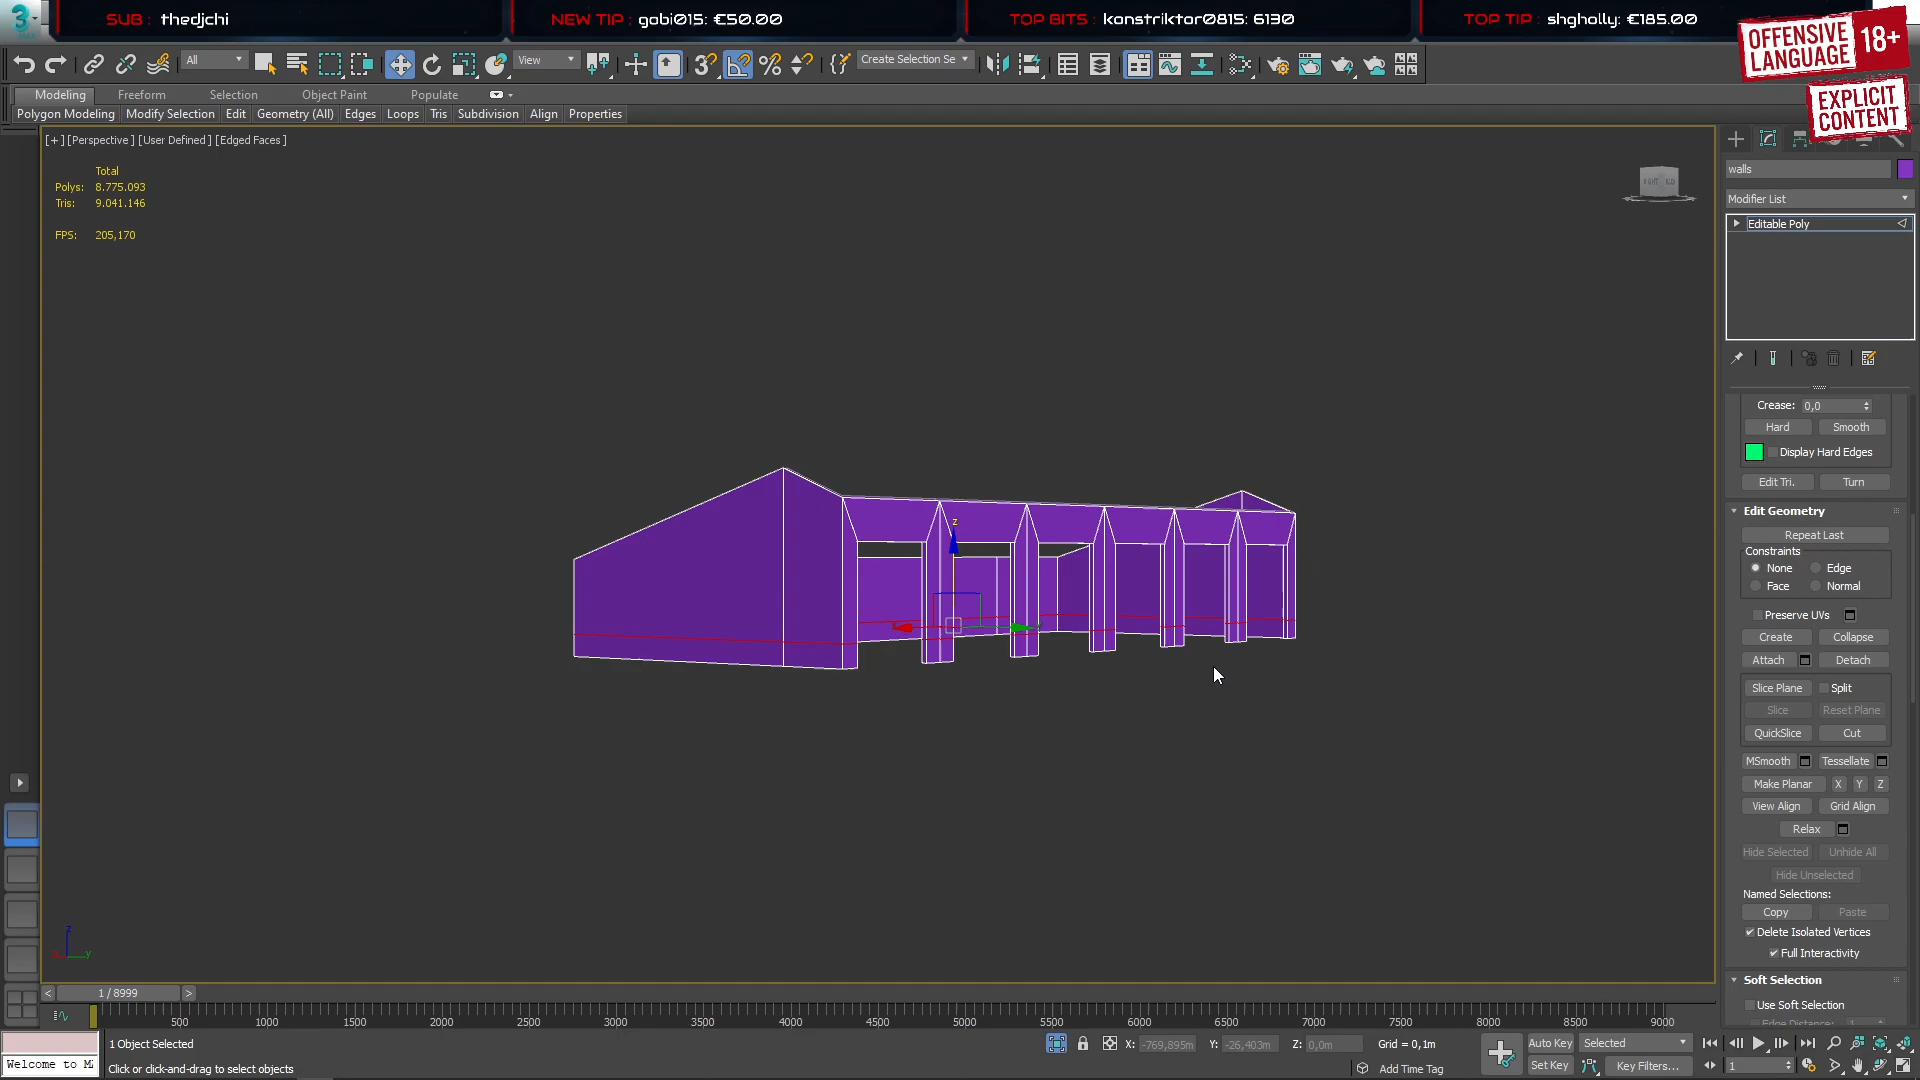 SUB : thedjchi
NEW TIP : gobi015: €50.00
TOP BITS : konstriktor0815: 6130
TOP TIP : shgholly: €185.00
OFFENSIVE LANGUAGE 18+
EXPLICIT CONTENT
All
View
Create Selection Se
Modeling
Freeform
Selection
Object Paint
Populate
Polygon Modeling
Modify Selection
Edit
Geometry (All)
Edges
Loops
Tris
Subdivision
Align
Properties
[+] [Perspective ] [User Defined ] [Edged Faces ]
Total
Polys: 8.775.093
Tris: 9.041.146
FPS: 205,170
z
z
y
walls
Modifier List
Editable Poly
Crease: 0,0
Hard
Smooth
Display Hard Edges
Edit Tri.
Turn
Edit Geometry
Repeat Last
Constraints
None
Edge
Face
Normal
Preserve UVs
Create
Collapse
Attach
Detach
Slice Plane
Split
Slice
Reset Plane
QuickSlice
Cut
MSmooth
Tessellate
Make Planar
X
Y
Z
View Align
Grid Align
Relax
Hide Selected
Unhide All
Hide Unselected
Named Selections:
Copy
Paste
Delete Isolated Vertices
Full Interactivity
Soft Selection
Use Soft Selection
Edge Distance: 1
< 1 / 8999 >
500 1000 1500 2000 2500 3000 3500 4000 4500 5000 5500 6000 6500 7000 7500 8000 8500 9000
1 Object Selected
Welcome to M
Click or click-and-drag to select objects
X: -769,895m
Y: -26,403m
Z: 0,0m
Grid = 0,1m
Add Time Tag
Auto Key
Selected
Set Key
Key Filters...
1